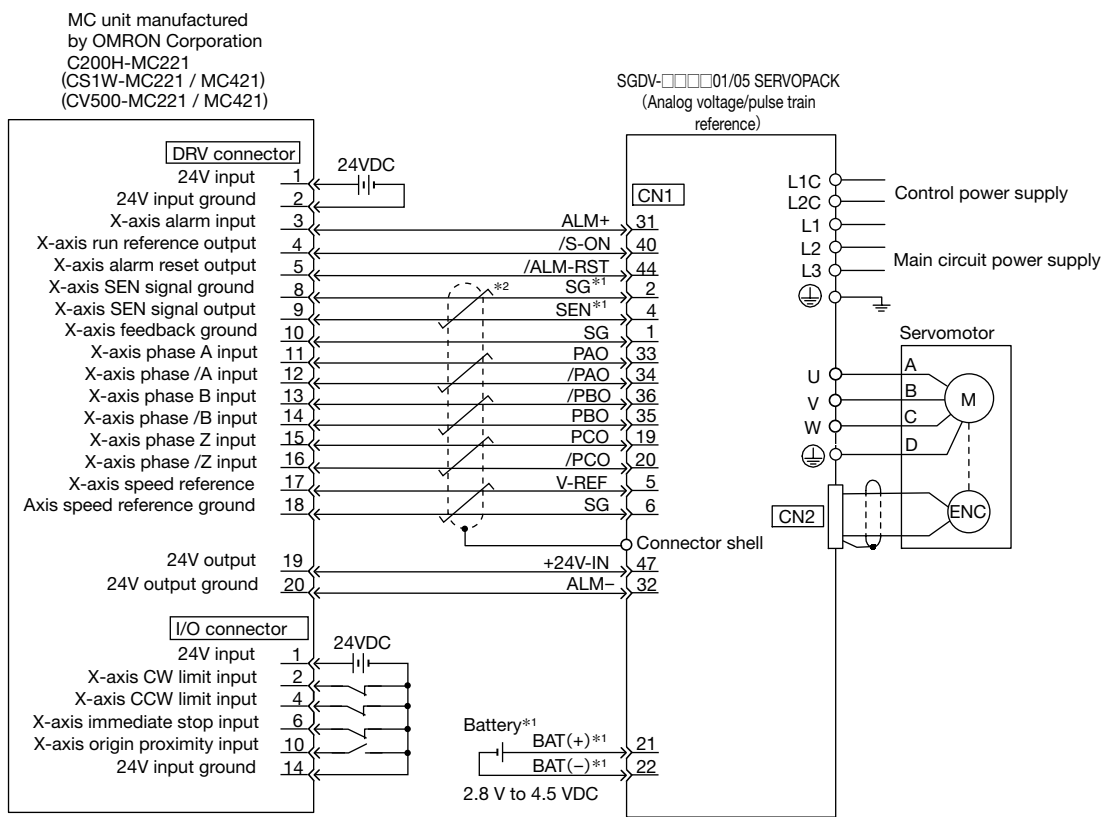 MC unit manufactured
by OMRON Corporation
C200H-MC221
(CS1W-MC221 / MC421)
(CV500-MC221 / MC421)
SGDV-□□□□01/05 SERVOPACK
(Analog voltage/pulse train
reference)
DRV connector
24VDC
CN1
24V input 1
24V input ground 2
X-axis alarm input 3 ALM+ 31
X-axis run reference output 4 /S-ON 40
X-axis alarm reset output 5 /ALM-RST 44
X-axis SEN signal ground 8 *2 SG*1 2
X-axis SEN signal output 9 SEN*1 4
X-axis feedback ground 10 SG 1
X-axis phase A input 11 PAO 33
X-axis phase /A input 12 /PAO 34
X-axis phase B input 13 /PBO 36
X-axis phase /B input 14 PBO 35
X-axis phase Z input 15 PCO 19
X-axis phase /Z input 16 /PCO 20
X-axis speed reference 17 V-REF 5
Axis speed reference ground 18 SG 6
Connector shell
24V output 19 +24V-IN 47
24V output ground 20 ALM− 32
I/O connector
24VDC
24V input 1
X-axis CW limit input 2
X-axis CCW limit input 4
X-axis immediate stop input 6
X-axis origin proximity input 10
24V input ground 14
Battery*1
BAT(+)*1 21
BAT(−)*1 22
2.8 V to 4.5 VDC
L1C
L2C
Control power supply
L1
L2
L3
Main circuit power supply
Servomotor
U A
V B
W C
D
M
CN2
ENC